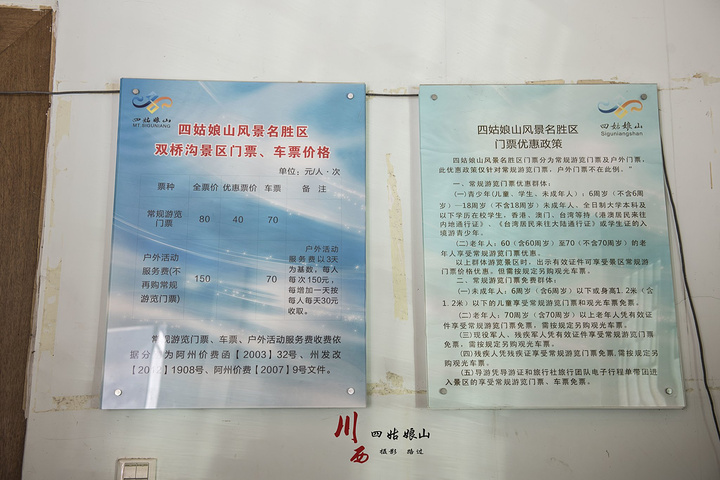 四姑娘山
MT.SIGUNIANG
四姑娘山风景名胜区
双桥沟景区门票、车票价格
单位：元/人·次
票种 全票价 优惠票价 车票 备 注
常规游览
门票
80 40 70
户外活动
服务费(不
再购常规
游览门票)
150 70
户外活动
服务费以3天
为基数，每人
每次150元，
每增加一天按
每人每天30元
收取。
常规游览门票、车票、户外活动服务费收费依
据分 为阿州价费函【2003】32号、州发改
【2 2】1908号、阿州价费【2007】9号文件。
四姑娘山
Siguniangshan
四姑娘山风景名胜区
门票优惠政策
四姑娘山风景名胜区门票分为常规游览门票及户外门票，
此优惠政策仅针对常规游览门票，户外门票不在此例。
一、常规游览门票优惠群体：
(一)青少年(儿童、学生、未成年人)：6周岁（不含6周
岁）—18周岁（不含18周岁）未成年人、全日制大学本科及
以下学历在校学生，香港、澳门、台湾等持《港澳居民来往
内地通行证》、《台湾居民来往大陆通行证》或学生证的入
境游青少年。
(二)老年人：60(含60周岁）至70（不含70周岁）的老
年人享受常规门票优惠。
以上群体游览景区时，出示有效证件可享受景区常规游览
门票价格优惠，但需按规定另购观光车票。
二、常规游览门票免费群体：
(一)未成年人：6周岁（含6周岁）以下或身高1.2米（含
1.2米）以下的儿童享受常规游览门票和观光车票免票。
(二)老年人：70周岁（含70周岁）以上老年人凭有效证
件享受常规游览门票免票，需按规定另购观光车票。
(三)现役军人、残疾军人凭有效证件享受常规游览门票
免票，需按规定另购观光车票。
(四)残疾人凭残疾证享受常规游览门票免票，需按规定另
购观光车票。
(五)导游凭导游证和旅行社旅行团队电子行程单带团进
入景区的享受常规游览门票、车票免票。
川西
四姑娘山
摄影 路过